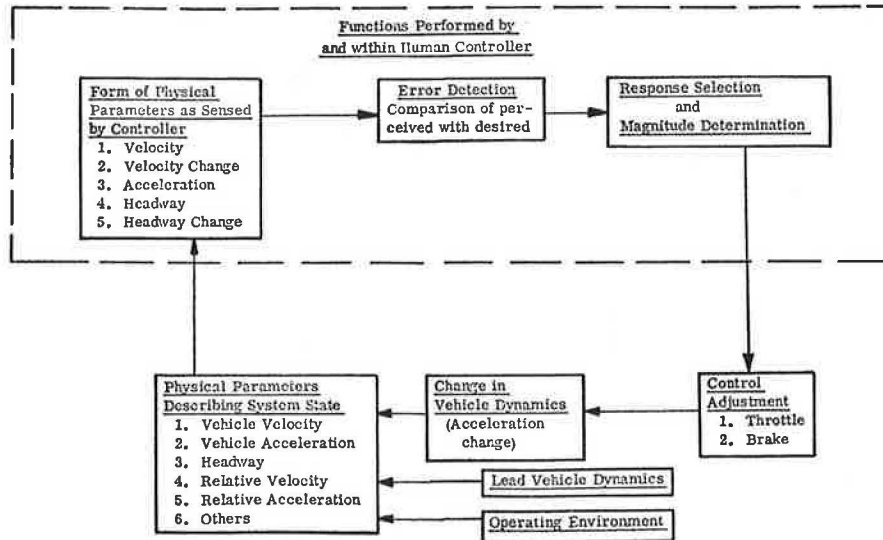 Functions Performed by
and within Human Controller
Form of Physical
Parameters as Sensed
by Controller
1. Velocity
2. Velocity Change
3. Acceleration
4. Headway
5. Headway Change
Error Detection
Comparison of per-
ceived with desired
Response Selection
and
Magnitude Determination
Physical Parameters
Describing System State
1. Vehicle Velocity
2. Vehicle Acceleration
3. Headway
4. Relative Velocity
5. Relative Acceleration
6. Others
Change in
Vehicle Dynamics
(Acceleration
change)
Control
Adjustment
1. Throttle
2. Brake
Lead Vehicle Dynamics
Operating Environment